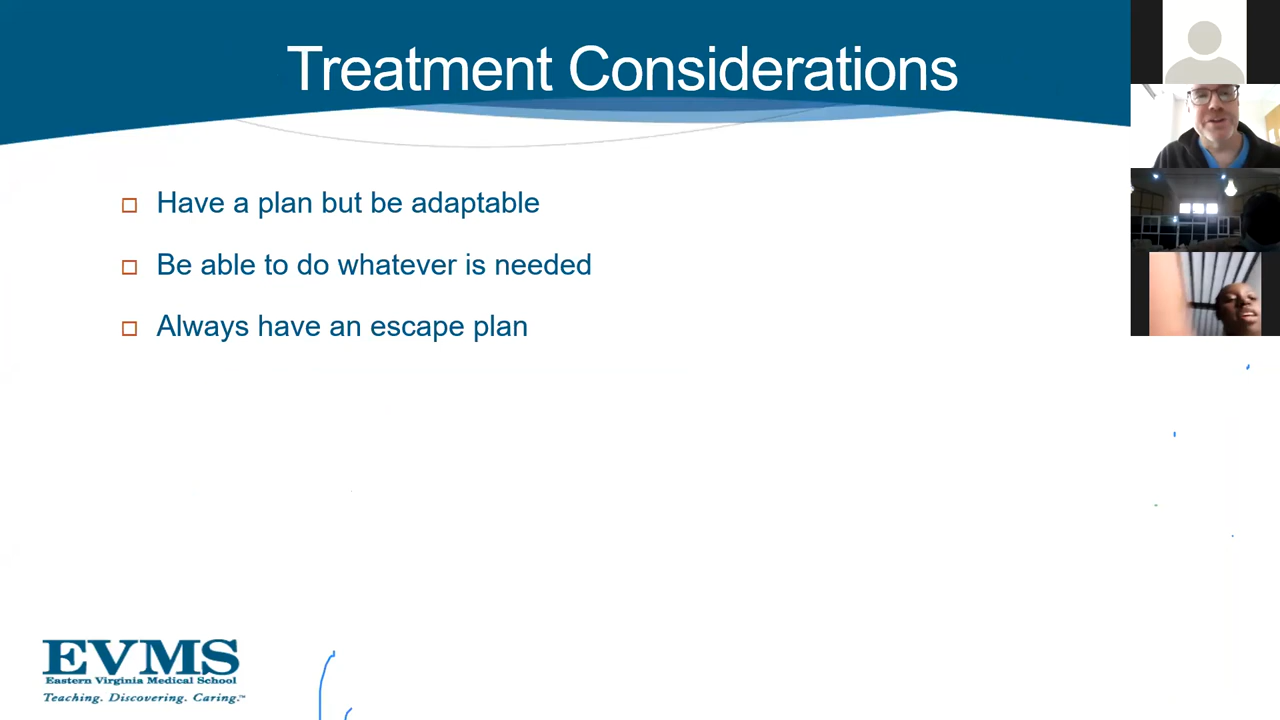 Treatment Considerations
Have a plan but be adaptable
Be able to do whatever is needed
Always have an escape plan
EVMS
Eastern Virginia Medical School
Teaching. Discovering. Caring.™